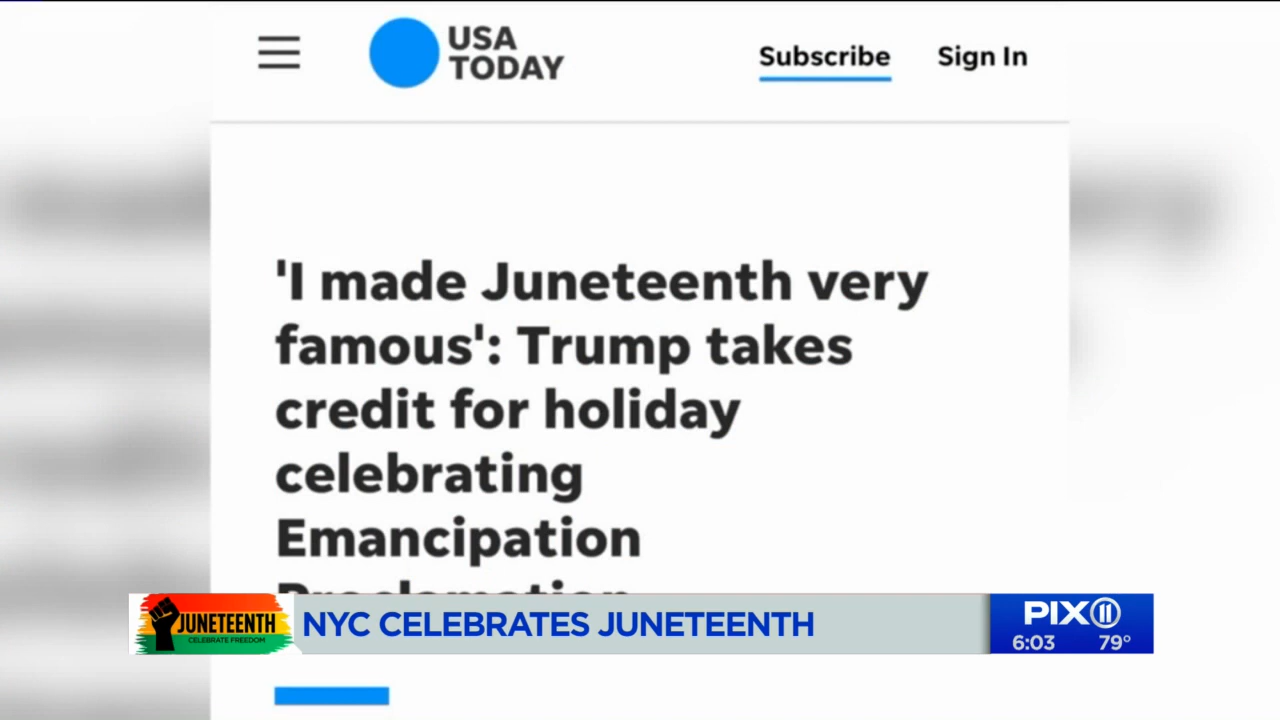 USA
TODAY
Subscribe
Sign In
'I made Juneteenth very
famous': Trump takes
credit for holiday
celebrating
Emancipation
JUNETEENTH
CELEBRATE FREEDOM
NYC CELEBRATES JUNETEENTH
PIX11
6:03
79°